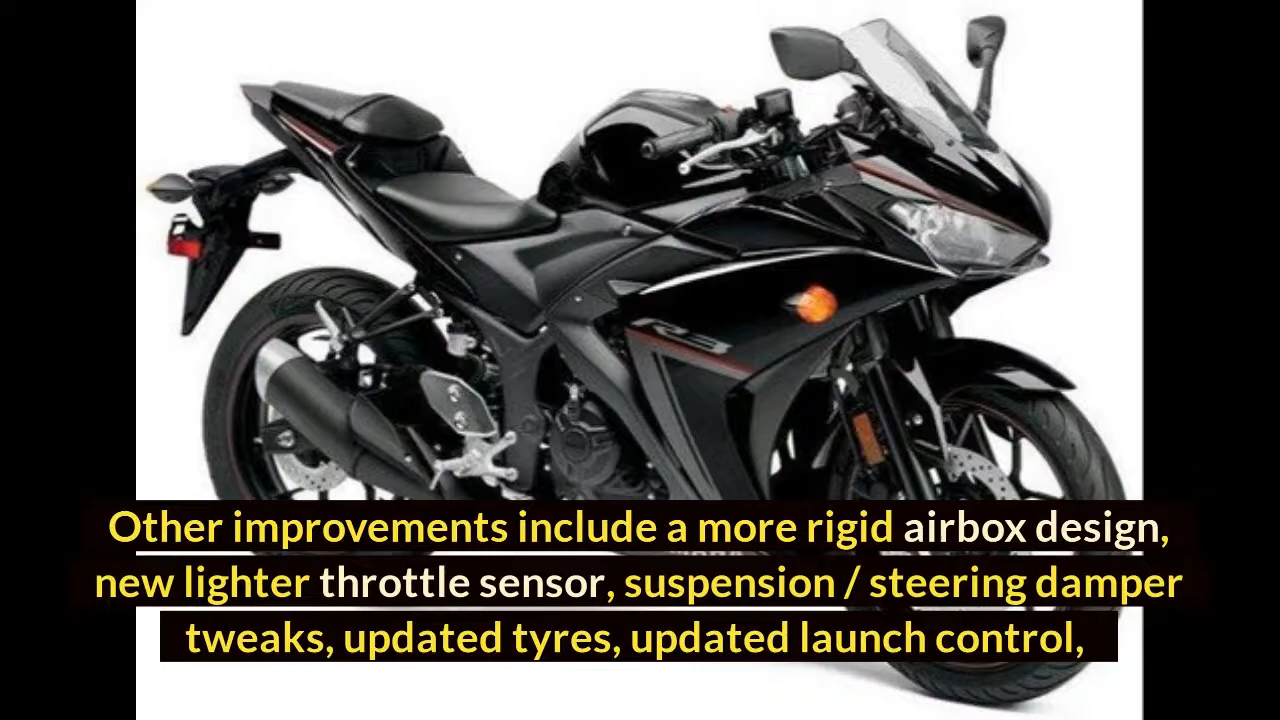 R3
Other improvements include a more rigid airbox design,
new lighter throttle sensor, suspension / steering damper
tweaks, updated tyres, updated launch control,